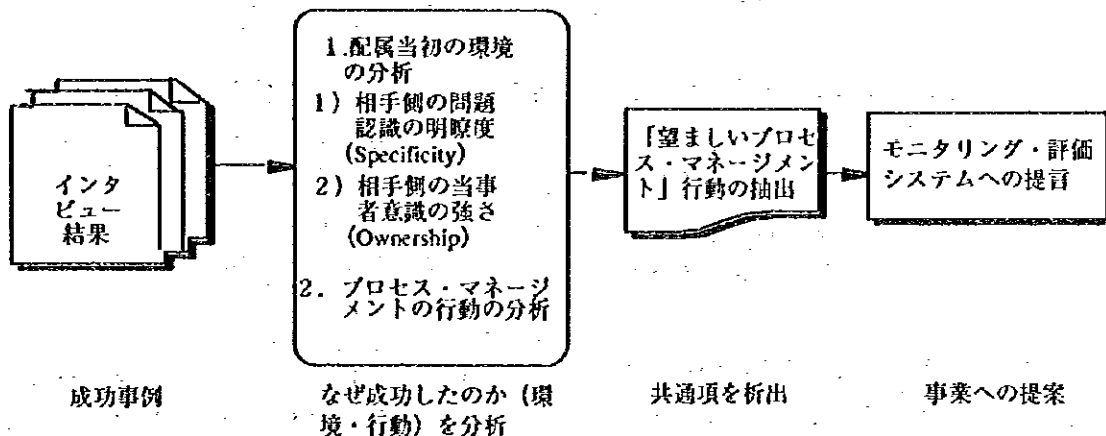 インタ
ビュー
結果
1.配属当初の環境
の分析
1）相手側の問題
認識の明瞭度
(Specificity)
2）相手側の当事
者意識の強さ
(Ownership)
2．プロセス・マネージ
メントの行動の分析
「望ましいプロセ
ス・マネージメン
ト」行動の抽出
モニタリング・評価
システムへの提言
成功事例
なぜ成功したのか（環
境・行動）を分析
共通項を析出
事業への提案